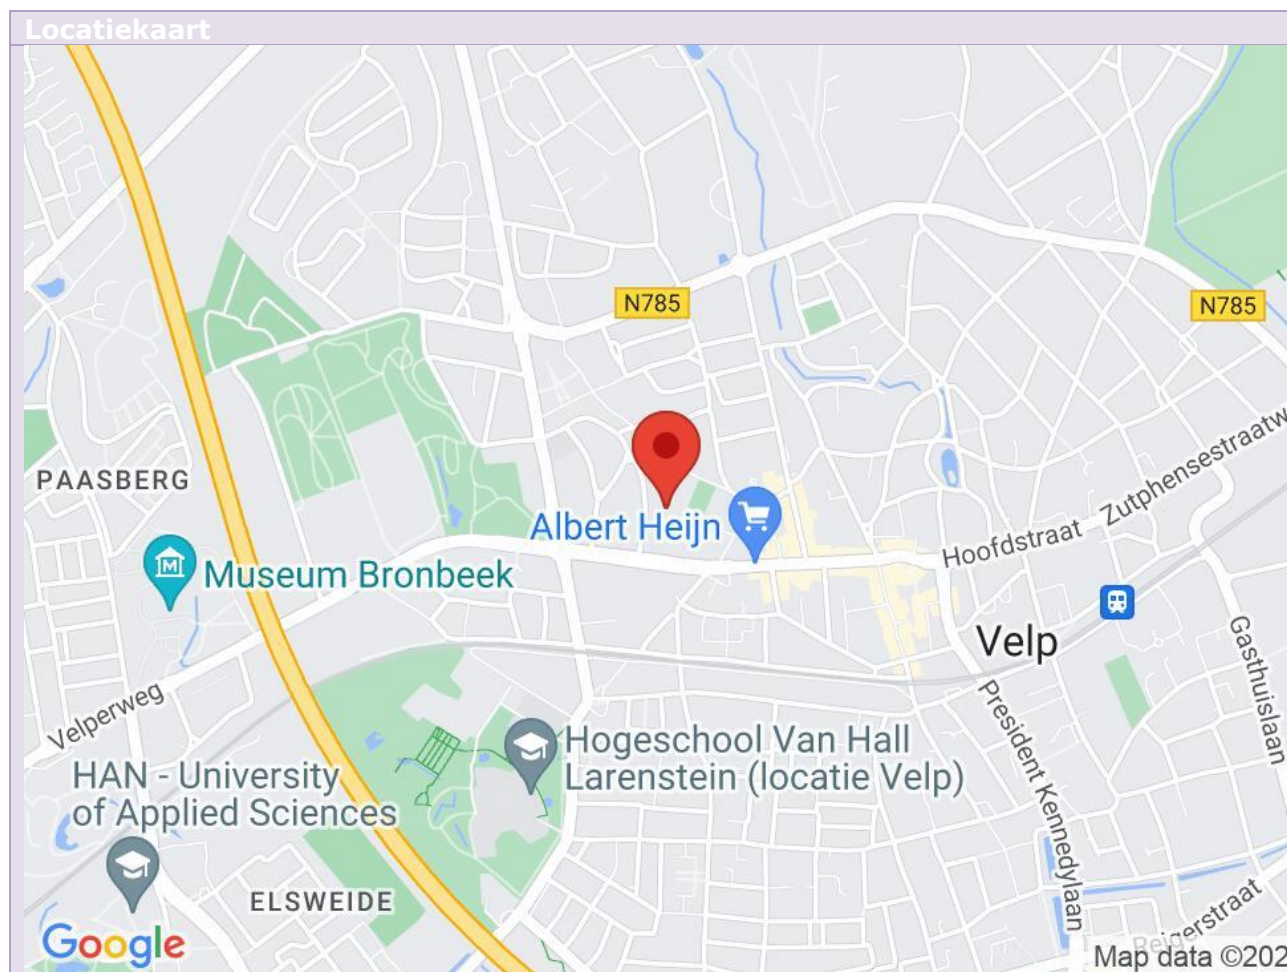 Locatiekaart
N785
N785
Zutphensestraatw
PAASBERG
Albert Heijn
Hoofdstraat
Museum Bronbeek
Velp
Gasthuislaan
Velperweg
President Kennedylaan
Hogeschool Van Hall
Larenstein (locatie Velp)
HAN - University
of Applied Sciences
ELSWEIDE
Reigerstraat
Google
Map data ©202